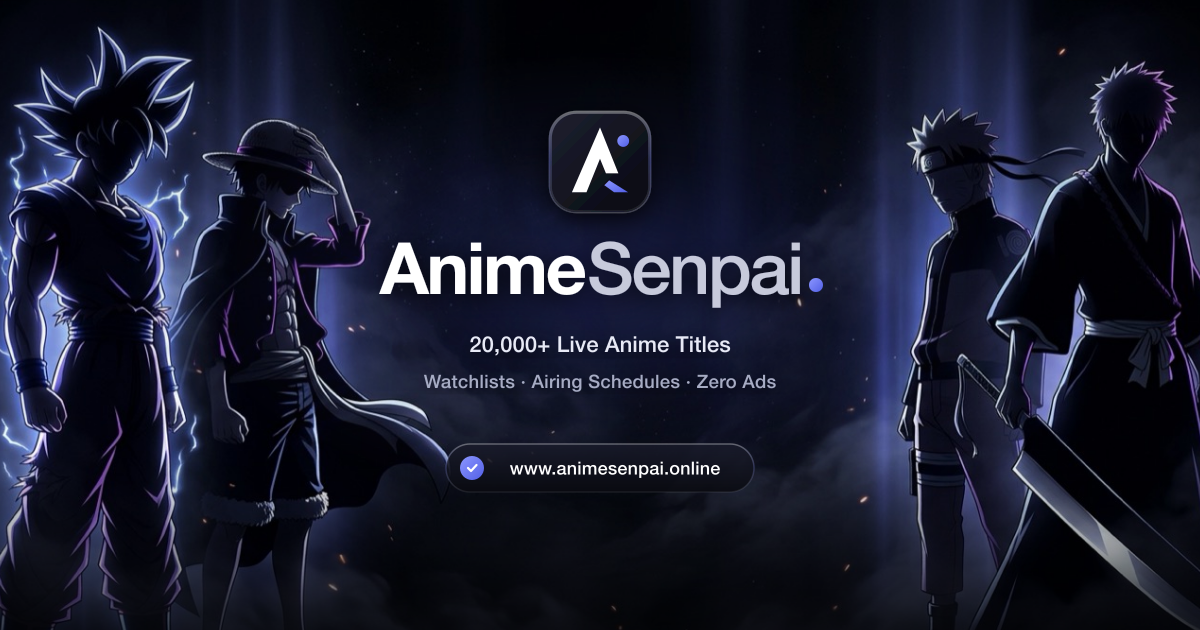 AnimeSenpai.
20,000+ Live Anime Titles
Watchlists · Airing Schedules · Zero Ads
www.animesenpai.online